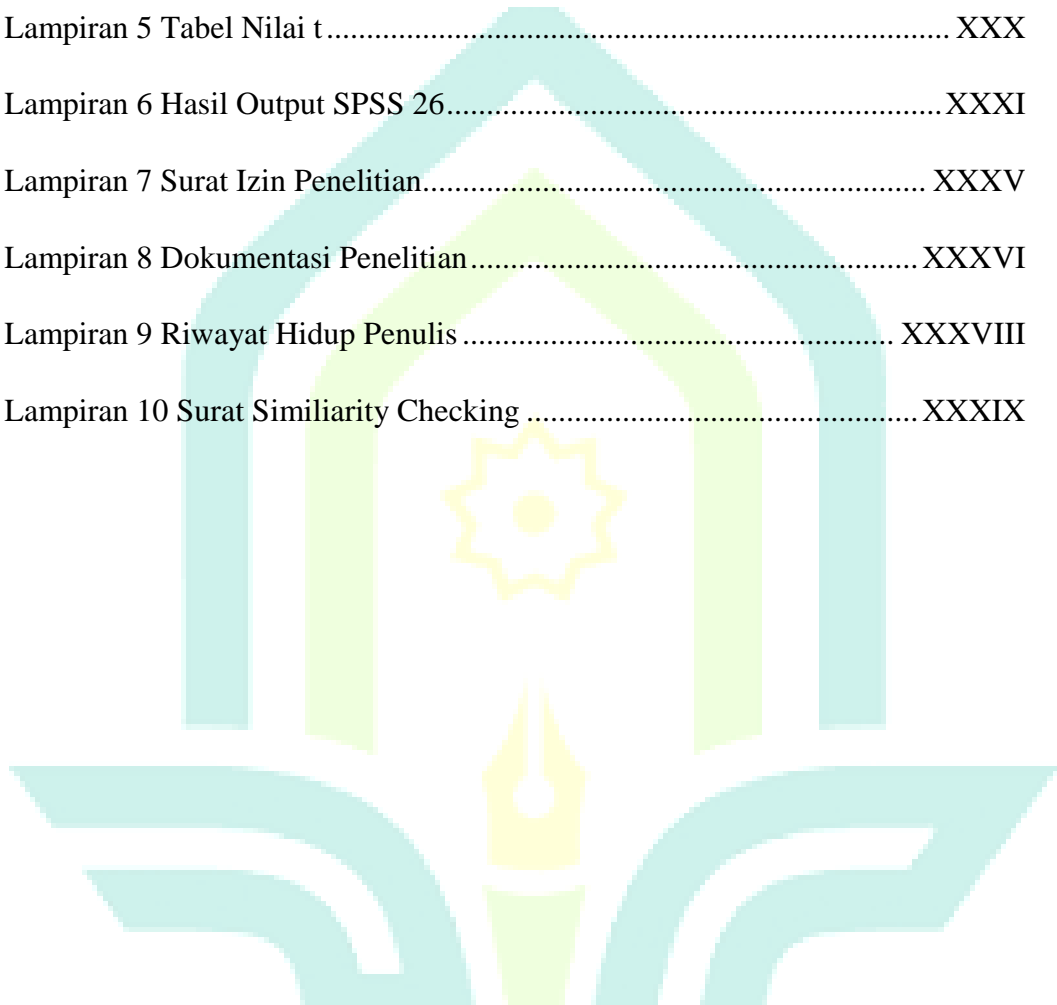 Lampiran 5 Tabel Nilai t.............................................................................. XXX
Lampiran 6 Hasil Output SPSS 26..............................................................XXXI
Lampiran 7 Surat Izin Penelitian............................................................... XXXV
Lampiran 8 Dokumentasi Penelitian........................................................ XXXVI
Lampiran 9 Riwayat Hidup Penulis...................................................... XXXVIII
Lampiran 10 Surat Similiarity Checking................................................. XXXIX